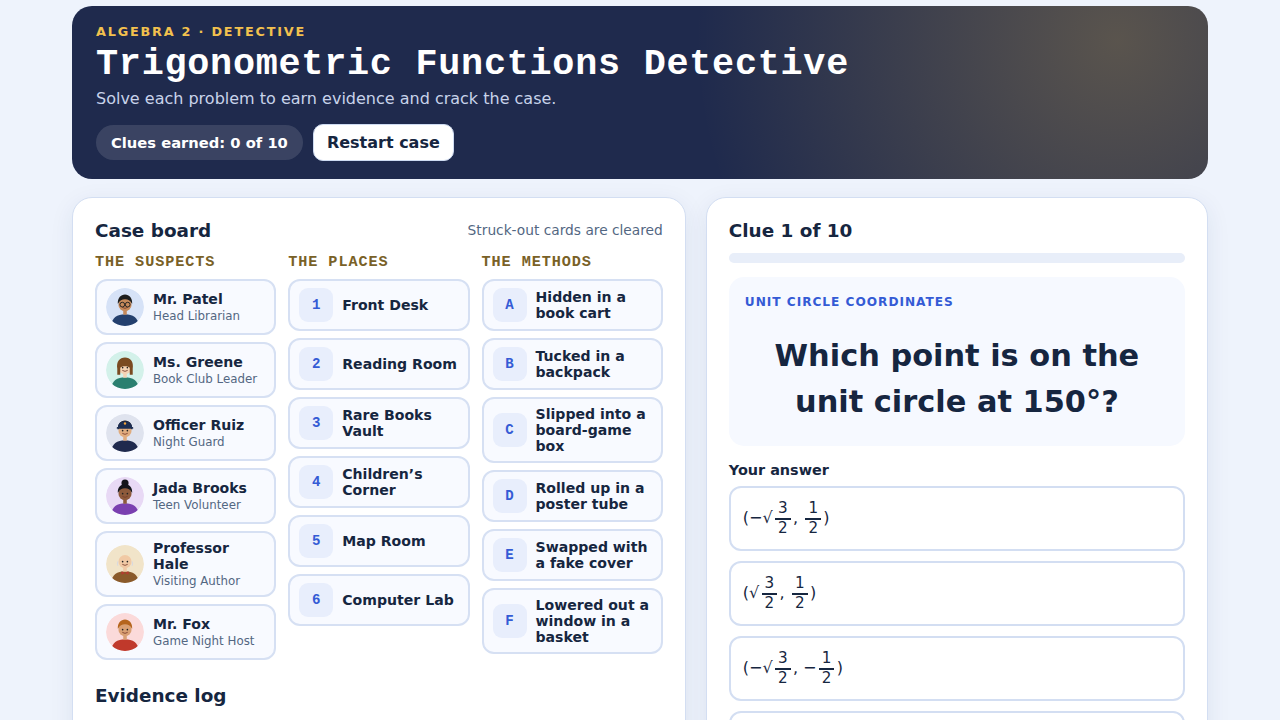 ALGEBRA 2 · DETECTIVE
Trigonometric Functions Detective
Solve each problem to earn evidence and crack the case.
Clues earned: 0 of 10
Restart case
Case board
Struck-out cards are cleared
THE SUSPECTS
Mr. Patel
Head Librarian
Ms. Greene
Book Club Leader
Officer Ruiz
Night Guard
Jada Brooks
Teen Volunteer
Professor
Hale
Visiting Author
Mr. Fox
Game Night Host
THE PLACES
1 Front Desk
2 Reading Room
3 Rare Books
Vault
4 Children’s
Corner
5 Map Room
6 Computer Lab
THE METHODS
A Hidden in a
book cart
B Tucked in a
backpack
C Slipped into a
board-game
box
D Rolled up in a
poster tube
E Swapped with
a fake cover
F Lowered out a
window in a
basket
Evidence log
Clue 1 of 10
UNIT CIRCLE COORDINATES
Which point is on the
unit circle at 150°?
Your answer
(−√3/2, 1/2)
(√3/2, 1/2)
(−√3/2, −1/2)